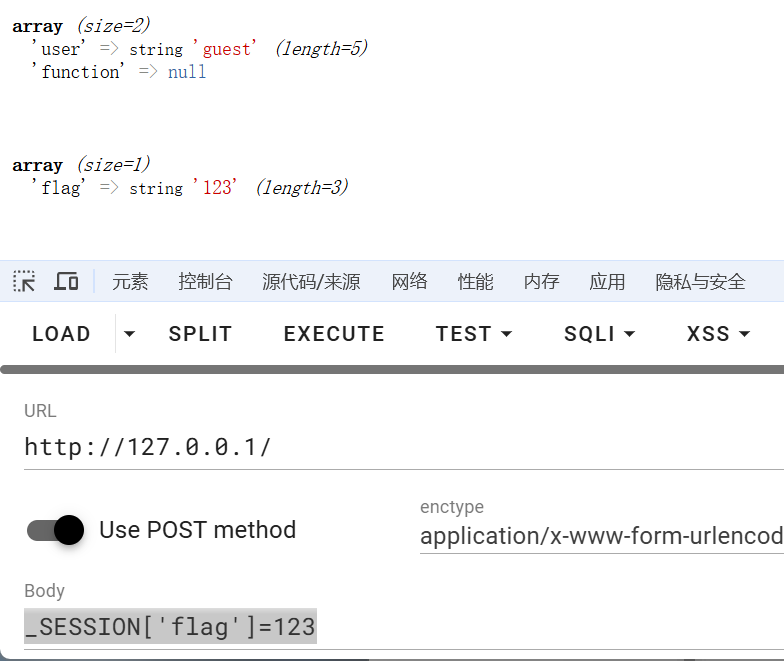 array (size=2)
'user' => string 'guest' (length=5)
'function' => null
array (size=1)
'flag' => string '123' (length=3)
元素 控制台 源代码/来源 网络 性能 内存 应用 隐私与安全
LOAD SPLIT EXECUTE TEST SQLI XSS
URL
http://127.0.0.1/
Use POST method
enctype
application/x-www-form-urlencod
Body
_SESSION['flag']=123